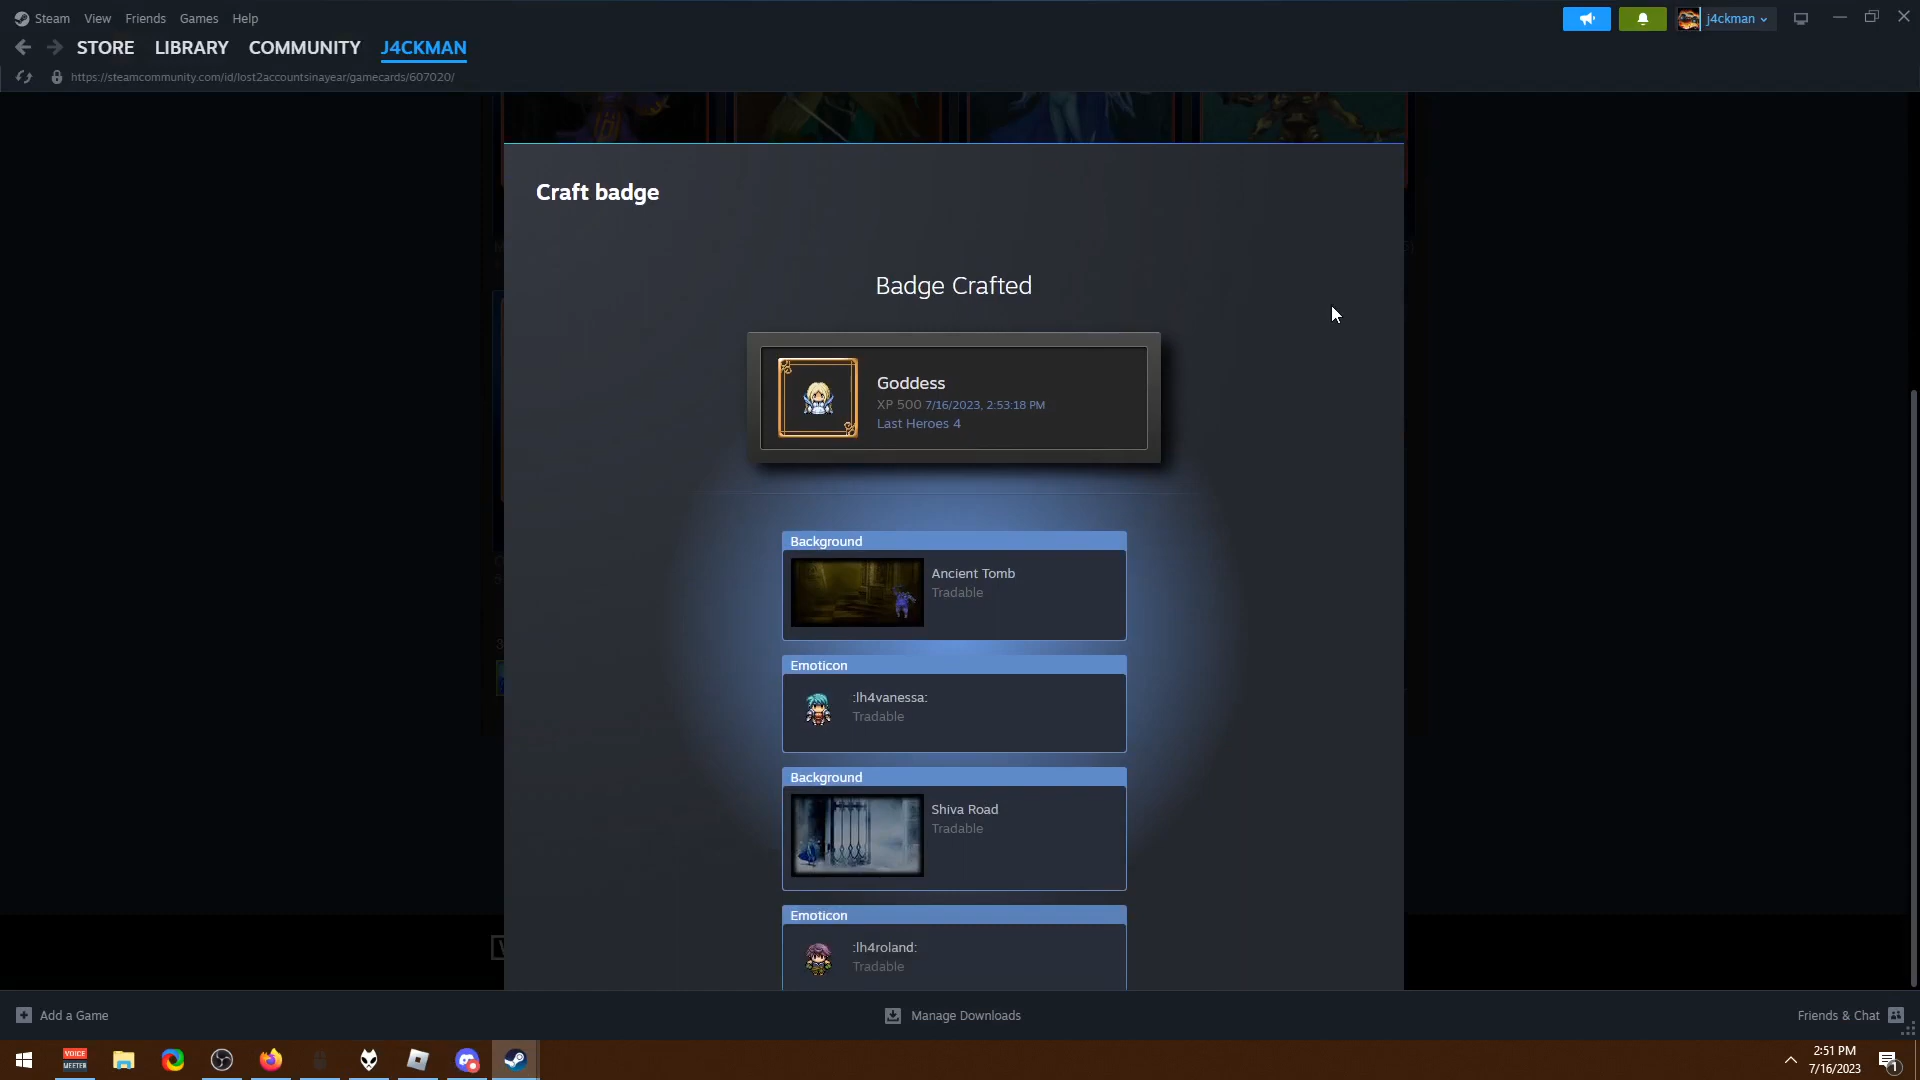 Steam View Friends Games Help
j4ckman
STORE LIBRARY COMMUNITY J4CKMAN
https://steamcommunity.com/id/lost2accountsinayear/gamecards/607020/
Craft badge
Badge Crafted
Goddess
XP 500 7/16/2023, 2:53:18 PM
Last Heroes 4
Background
Ancient Tomb
Tradable
Emoticon
:lh4vanessa:
Tradable
Background
Shiva Road
Tradable
Emoticon
:lh4roland:
Tradable
Add a Game
Manage Downloads
Friends & Chat
VOICE
MEETER
2:51 PM
7/16/2023
1